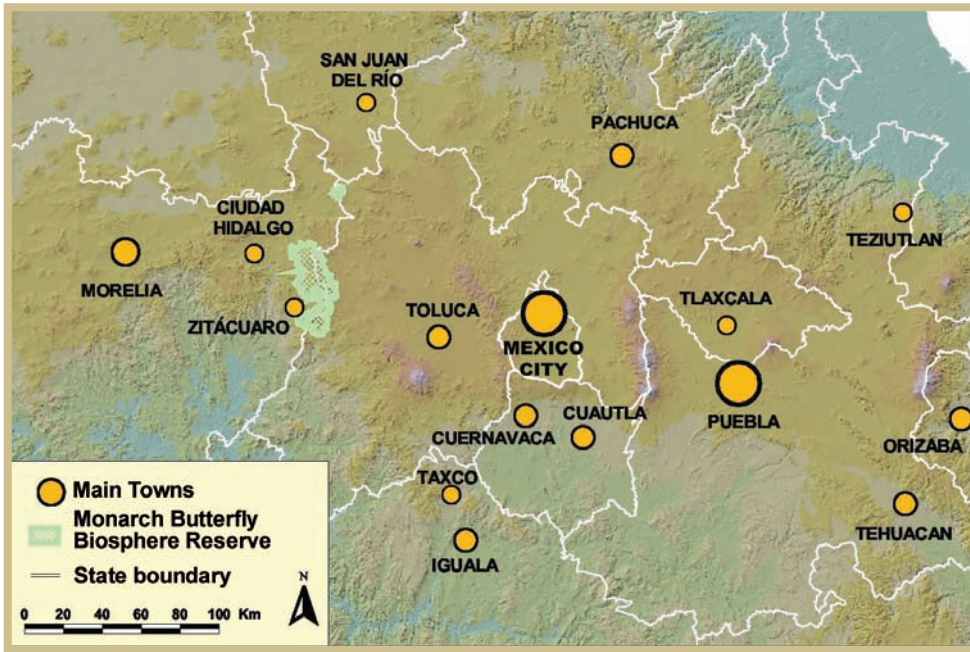 SAN JUAN
DEL RÍO
PACHUCA
CIUDAD
HIDALGO
TEZIUTLAN
MORELIA
ZITÁCUARO
TOLUCA
TLAXCALA
MEXICO
CITY
PUEBLA
CUAUTLA
CUERNAVACA
ORIZABA
TAXCO
TEHUACAN
IGUALA
Main Towns
Monarch Butterfly
Biosphere Reserve
State boundary
N
0 20 40 60 80 100 Km